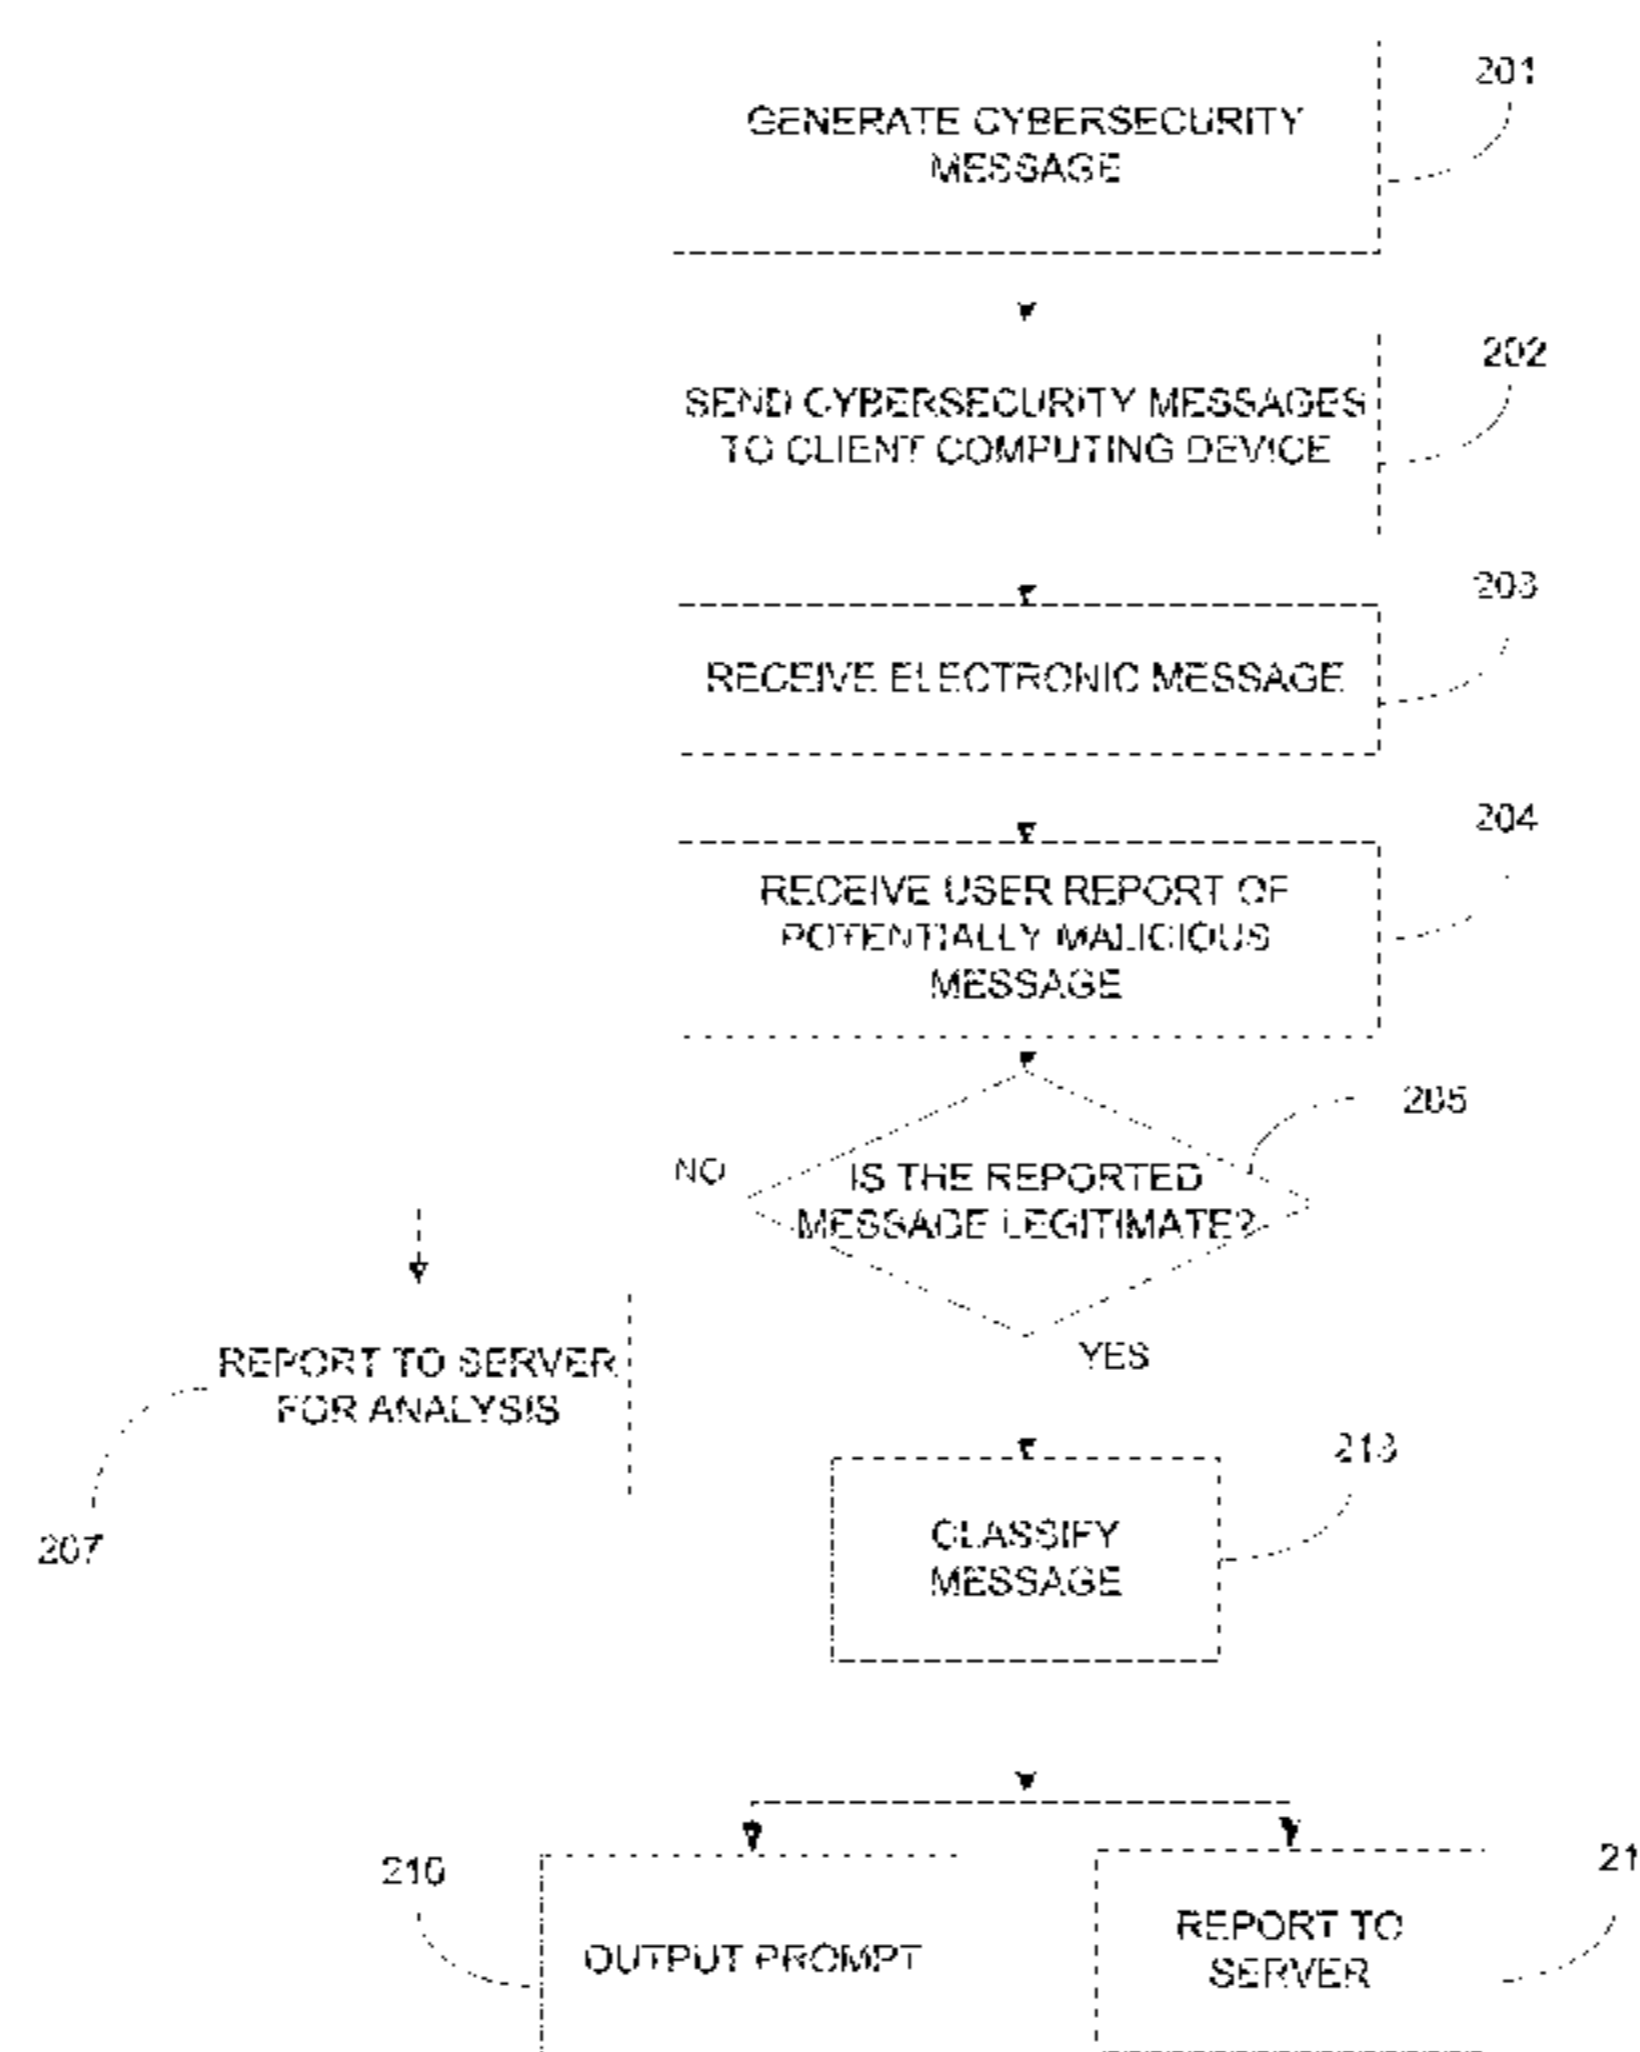 201
GENERATE CYBERSECURITY
MESSAGE
202
SEND CYBERSECURITY MESSAGES
TO CLIENT COMPUTING DEVICE
203
RECEIVE ELECTRONIC MESSAGE
204
RECEIVE USER REPORT OF
POTENTIALLY MALICIOUS
MESSAGE
205
NO
IS THE REPORTED
MESSAGE LEGITIMATE?
YES
REPORT TO SERVER
FOR ANALYSIS
207
213
CLASSIFY
MESSAGE
210
21
OUTPUT PROMPT
REPORT TO
SERVER